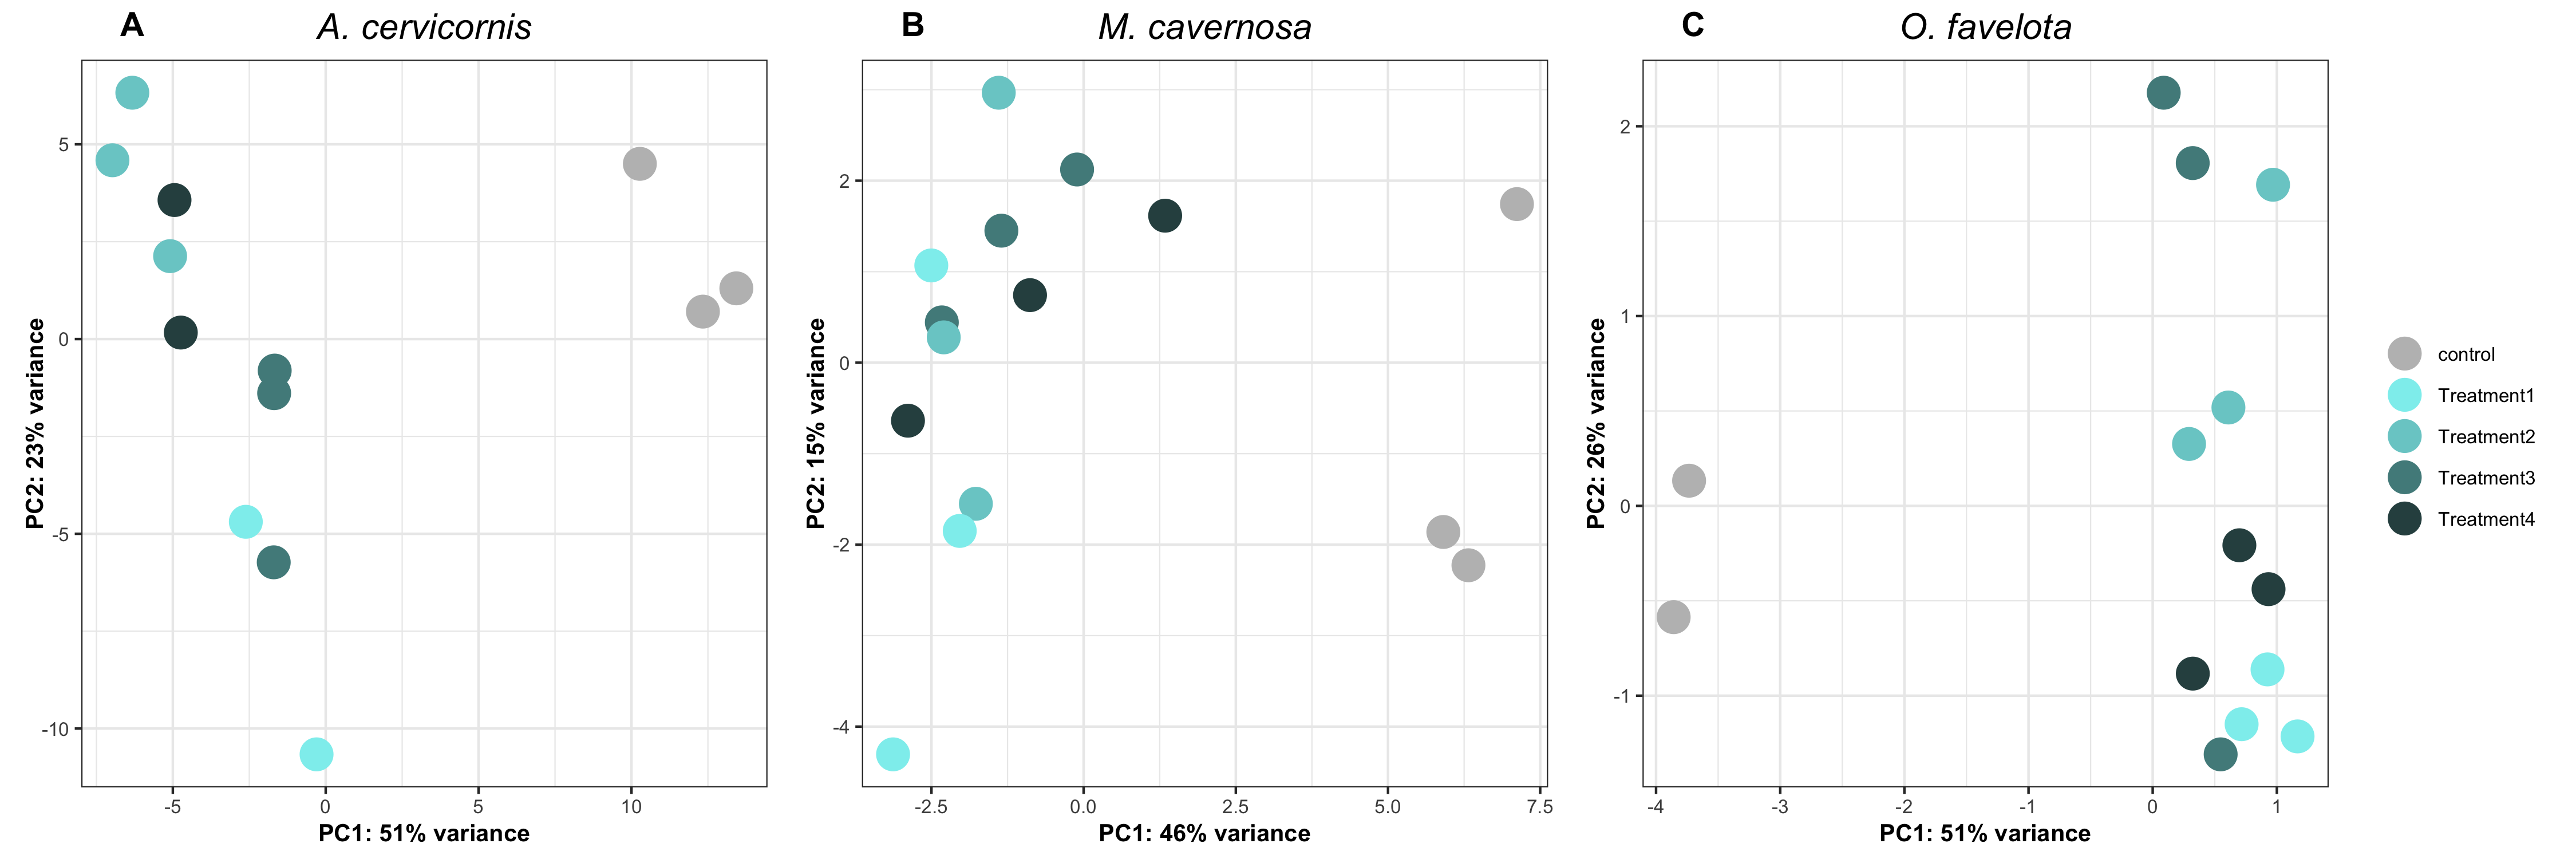 A
A. cervicornis
PC2: 23% variance
5
0
-5
-10
-5
0
5
10
PC1: 51% variance
B
M. cavernosa
PC2: 15% variance
2
0
-2
-4
-2.5
0.0
2.5
5.0
7.5
PC1: 46% variance
C
O. favelota
PC2: 26% variance
2
1
0
-1
-4
-3
-2
-1
0
1
PC1: 51% variance
control
Treatment1
Treatment2
Treatment3
Treatment4